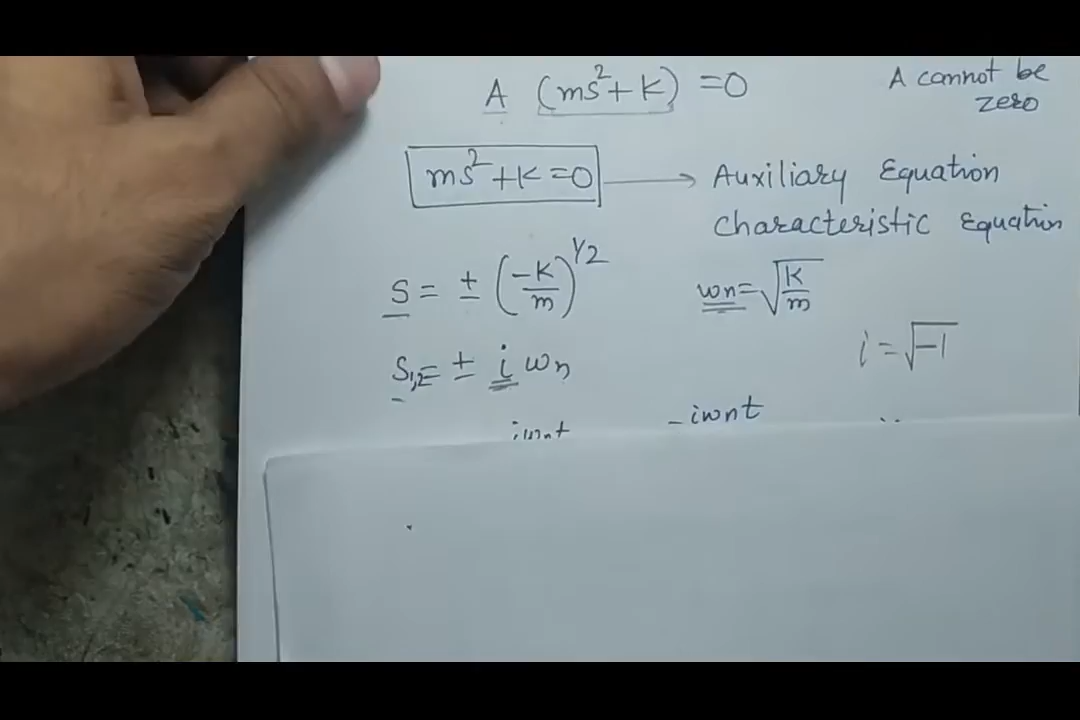 A (ms²+k) =0 A cannot be
zero
ms²+k=0 → Auxiliary Equation
characteristic Equation
S = ± (-k/m)^1/2 ωn=√k/m
i = √-1
S1,2= ± i ωn
iωnt -iωnt